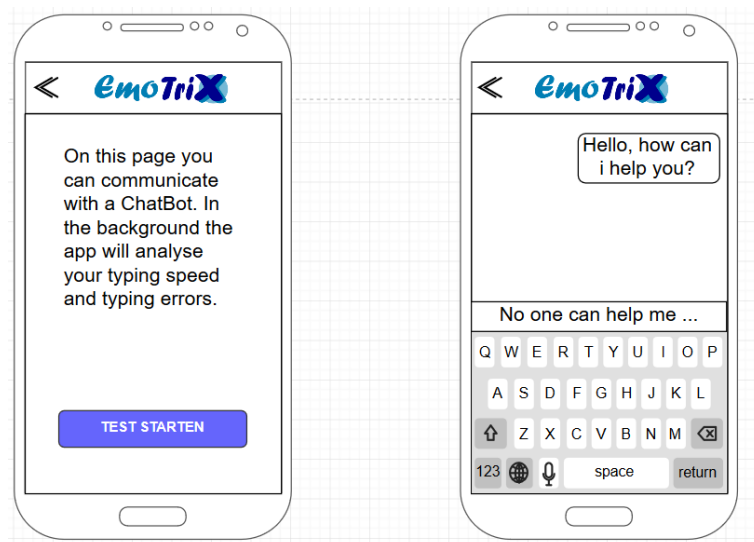 EmoTriX
On this page you
can communicate
with a ChatBot. In
the background the
app will analyse
your typing speed
and typing errors.
TEST STARTEN
EmoTriX
Hello, how can
i help you?
No one can help me ...
Q W E R T Y U I O P
A S D F G H J K L
Z X C V B N M
123 space return